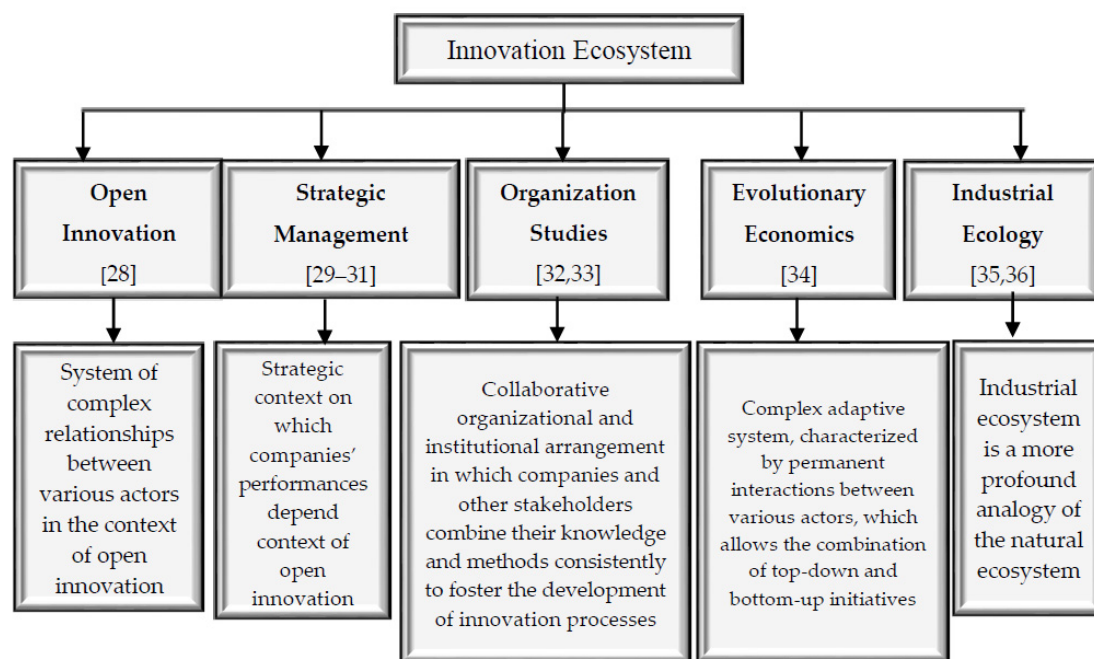 Innovation Ecosystem
Open
Innovation
[28]
Strategic
Management
[29–31]
Organization
Studies
[32,33]
Evolutionary
Economics
[34]
Industrial
Ecology
[35,36]
System of
complex
relationships
between
various actors
in the context
of open
innovation
Strategic
context on
which
companies’
performances
depend
context of
open
innovation
Collaborative
organizational and
institutional arrangement
in which companies and
other stakeholders
combine their knowledge
and methods consistently
to foster the development
of innovation processes
Complex adaptive
system, characterized
by permanent
interactions between
various actors, which
allows the combination
of top-down and
bottom-up initiatives
Industrial
ecosystem
is a more
profound
analogy of
the natural
ecosystem